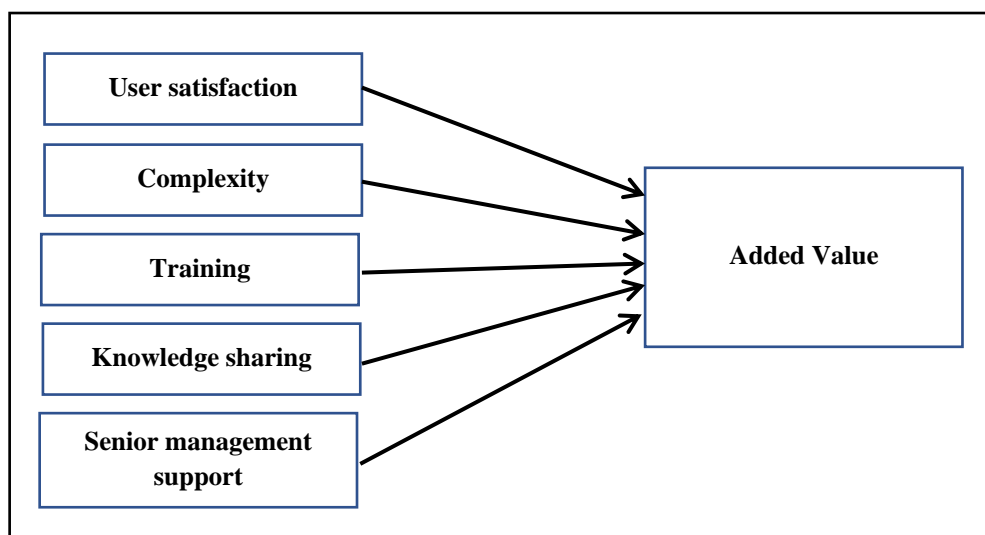 User satisfaction
Complexity
Training
Knowledge sharing
Senior management
support
Added Value